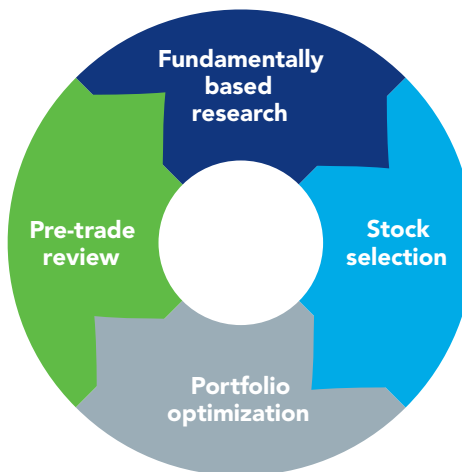 Fundamentally
based
research
Stock
selection
Portfolio
optimization
Pre-trade
review